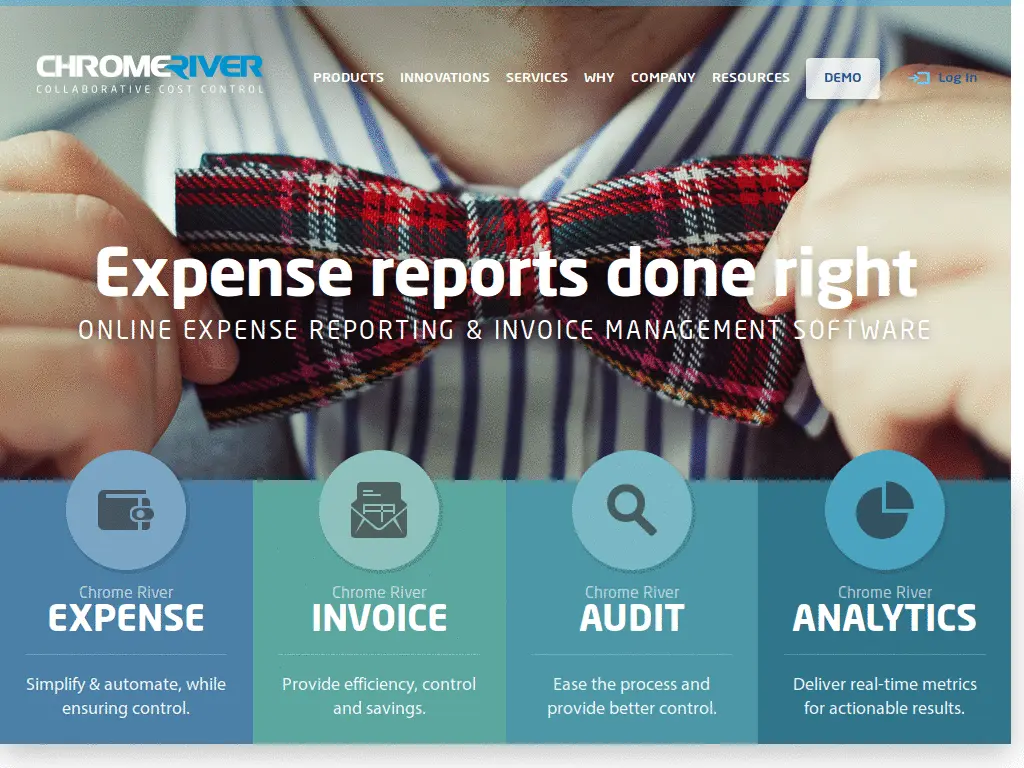 CHROMERIVER
COLLABORATIVE COST CONTROL
PRODUCTS INNOVATIONS SERVICES WHY COMPANY RESOURCES DEMO Log In
Expense reports done right
ONLINE EXPENSE REPORTING & INVOICE MANAGEMENT SOFTWARE
Chrome River
EXPENSE
Simplify & automate, while
ensuring control.
Chrome River
INVOICE
Provide efficiency, control
and savings.
Chrome River
AUDIT
Ease the process and
provide better control.
Chrome River
ANALYTICS
Deliver real-time metrics
for actionable results.